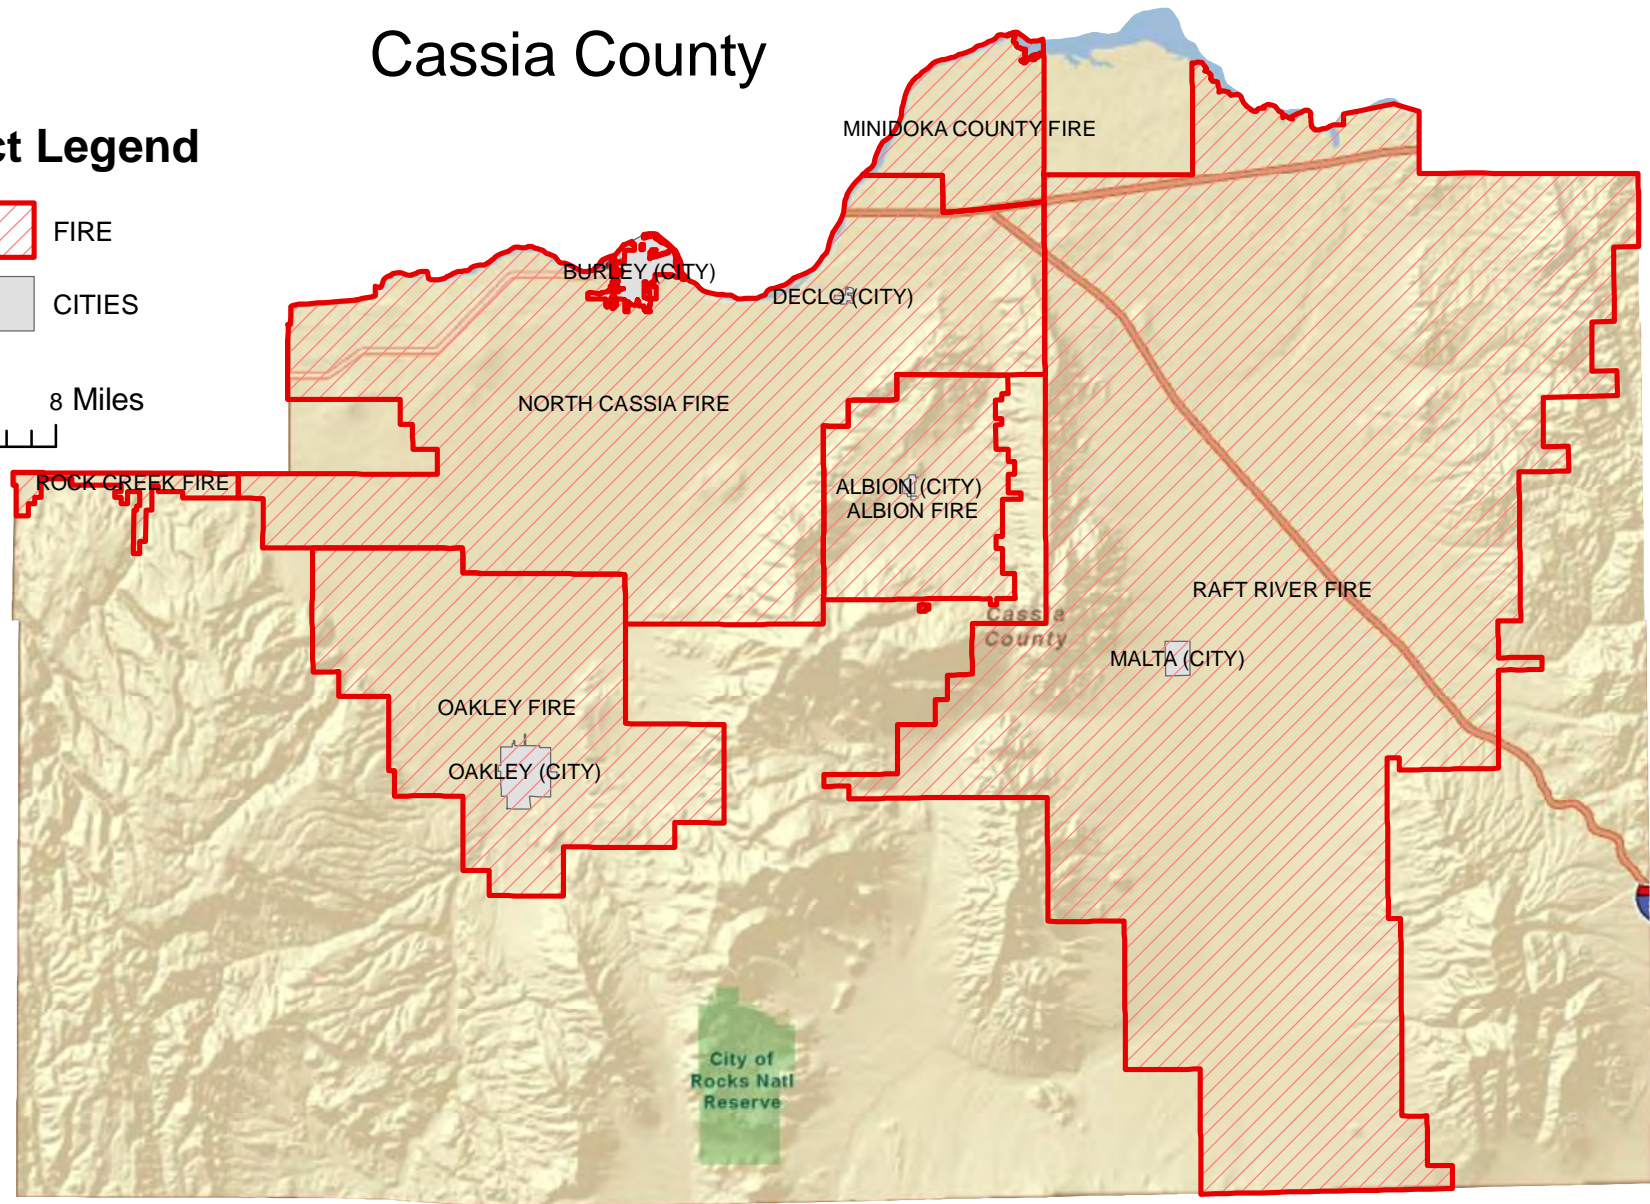 Cassia County
ct Legend
FIRE
CITIES
8 Miles
MINIDOKA COUNTY FIRE
BURLEY (CITY)
DECLO (CITY)
NORTH CASSIA FIRE
ROCK CREEK FIRE
ALBION (CITY)
ALBION FIRE
RAFT RIVER FIRE
Cassia
County
MALTA (CITY)
OAKLEY FIRE
OAKLEY (CITY)
City of
Rocks Natl
Reserve